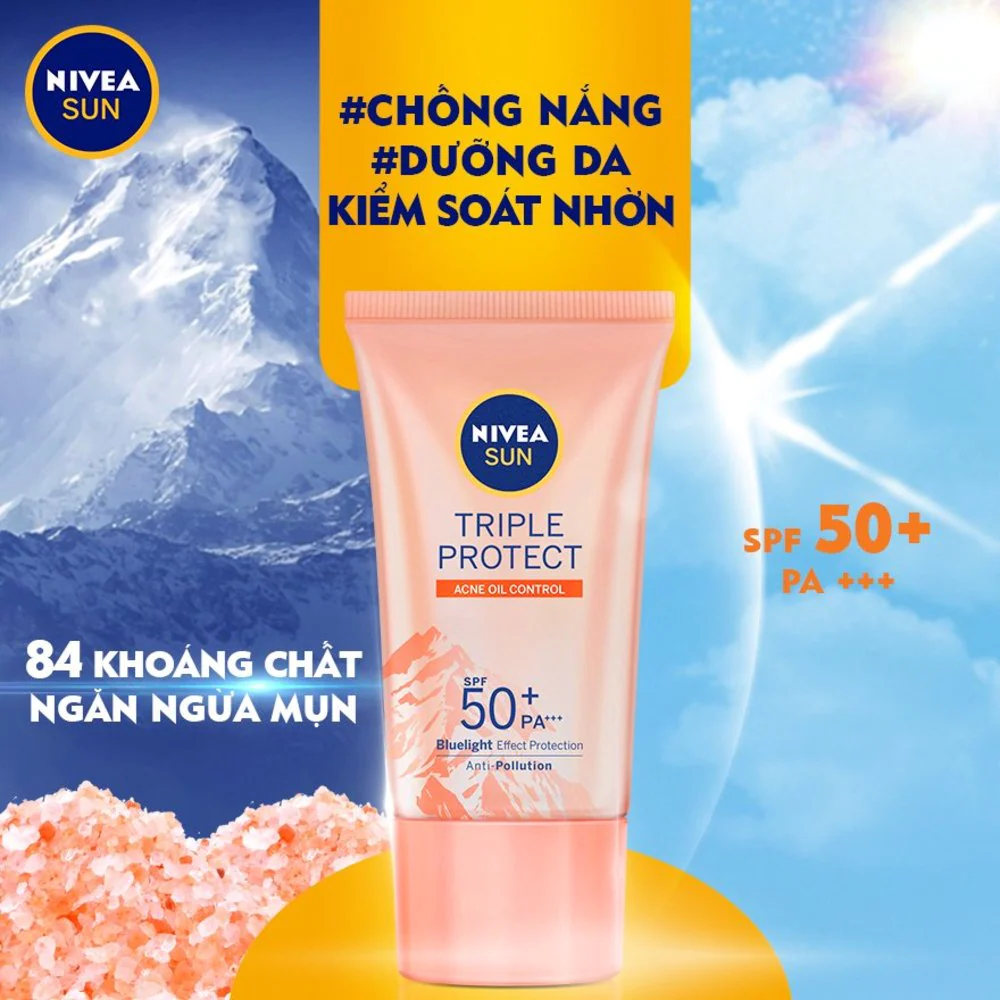 NIVEA
SUN
#CHỐNG NẮNG
#DƯỠNG DA
KIỂM SOÁT NHỜN
NIVEA
SUN
TRIPLE
PROTECT
ACNE OIL CONTROL
SPF
50+
PA+++
Bluelight Effect Protection
Anti-Pollution
SPF 50+
PA +++
84 KHOÁNG CHẤT
NGĂN NGỪA MỤN